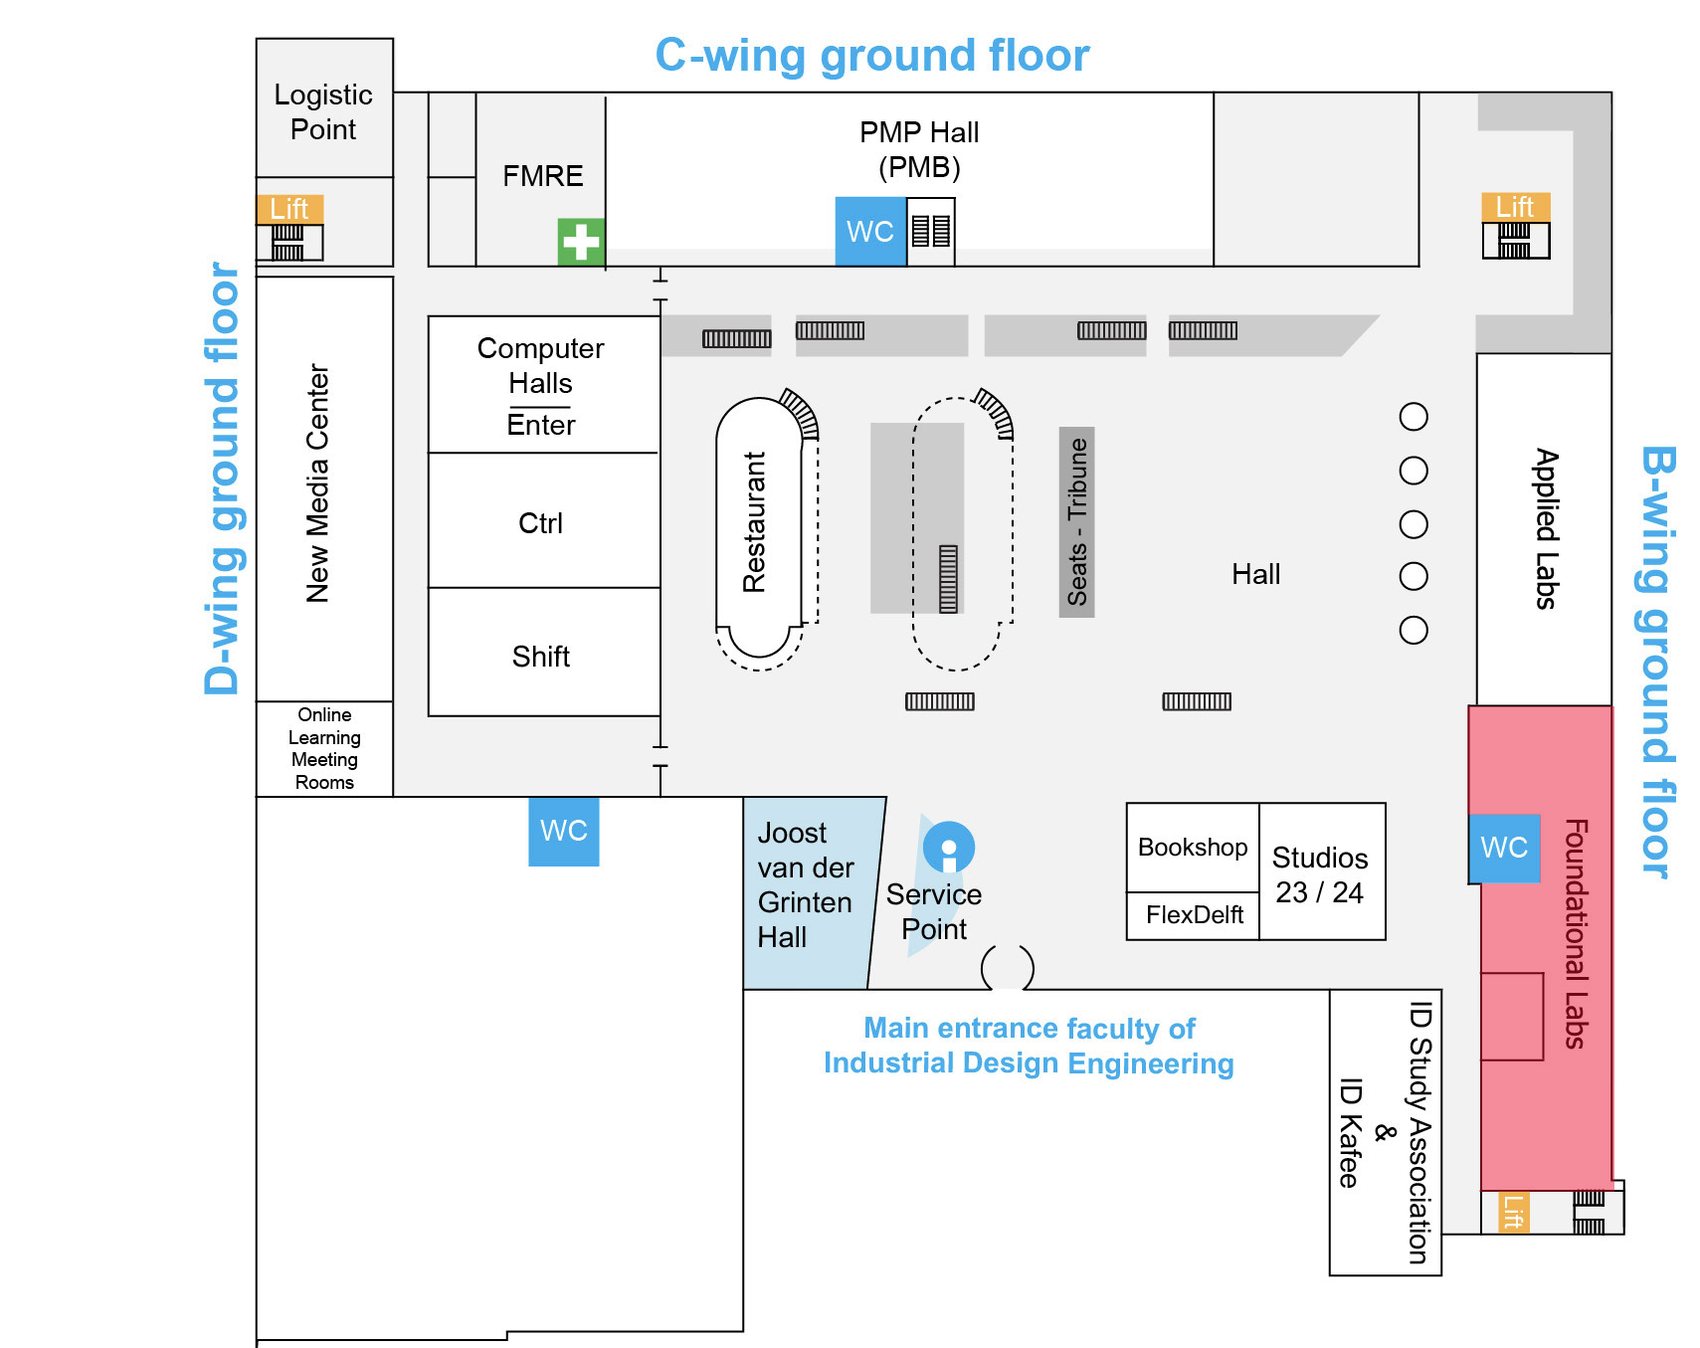 C-wing ground floor
Logistic
Point
Lift
FMRE
PMP Hall
(PMB)
WC
Lift
D-wing ground floor
New Media Center
Computer
Halls
Enter
Ctrl
Shift
Restaurant
Seats - Tribune
Hall
Applied Labs
B-wing ground floor
Online
Learning
Meeting
Rooms
WC
Joost
van der
Grinten
Hall
Service
Point
Bookshop
FlexDelft
Studios
23 / 24
WC
Foundational Labs
Main entrance faculty of
Industrial Design Engineering
ID Study Association
&
ID Kafee
Lift